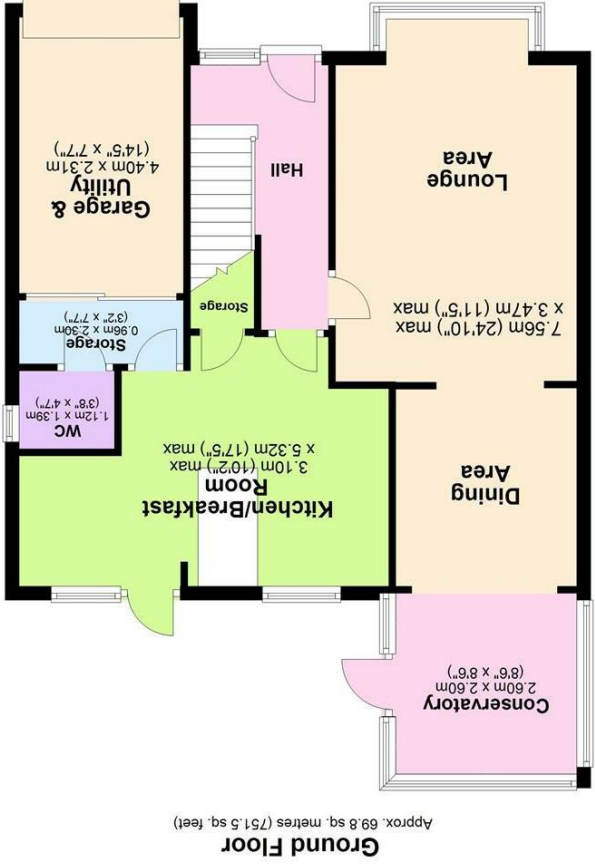 Ground Floor
Approx. 69.8 sq. metres (751.5 sq. feet)
Conservatory
2.60m x 2.60m
(8'6" x 8'6")
Kitchen/Breakfast
Room
3.10m (10'2") max
x 5.32m (17'5") max
Dining
Area
WC
1.12m x 1.39m
(3'8" x 4'7")
Storage
0.96m x 2.30m
(3'2" x 7'7")
Storage
7.56m (24'10") max
x 3.47m (11'5") max
Lounge
Area
Hall
Garage &
Utility
4.40m x 2.31m
(14'5" x 7'7")